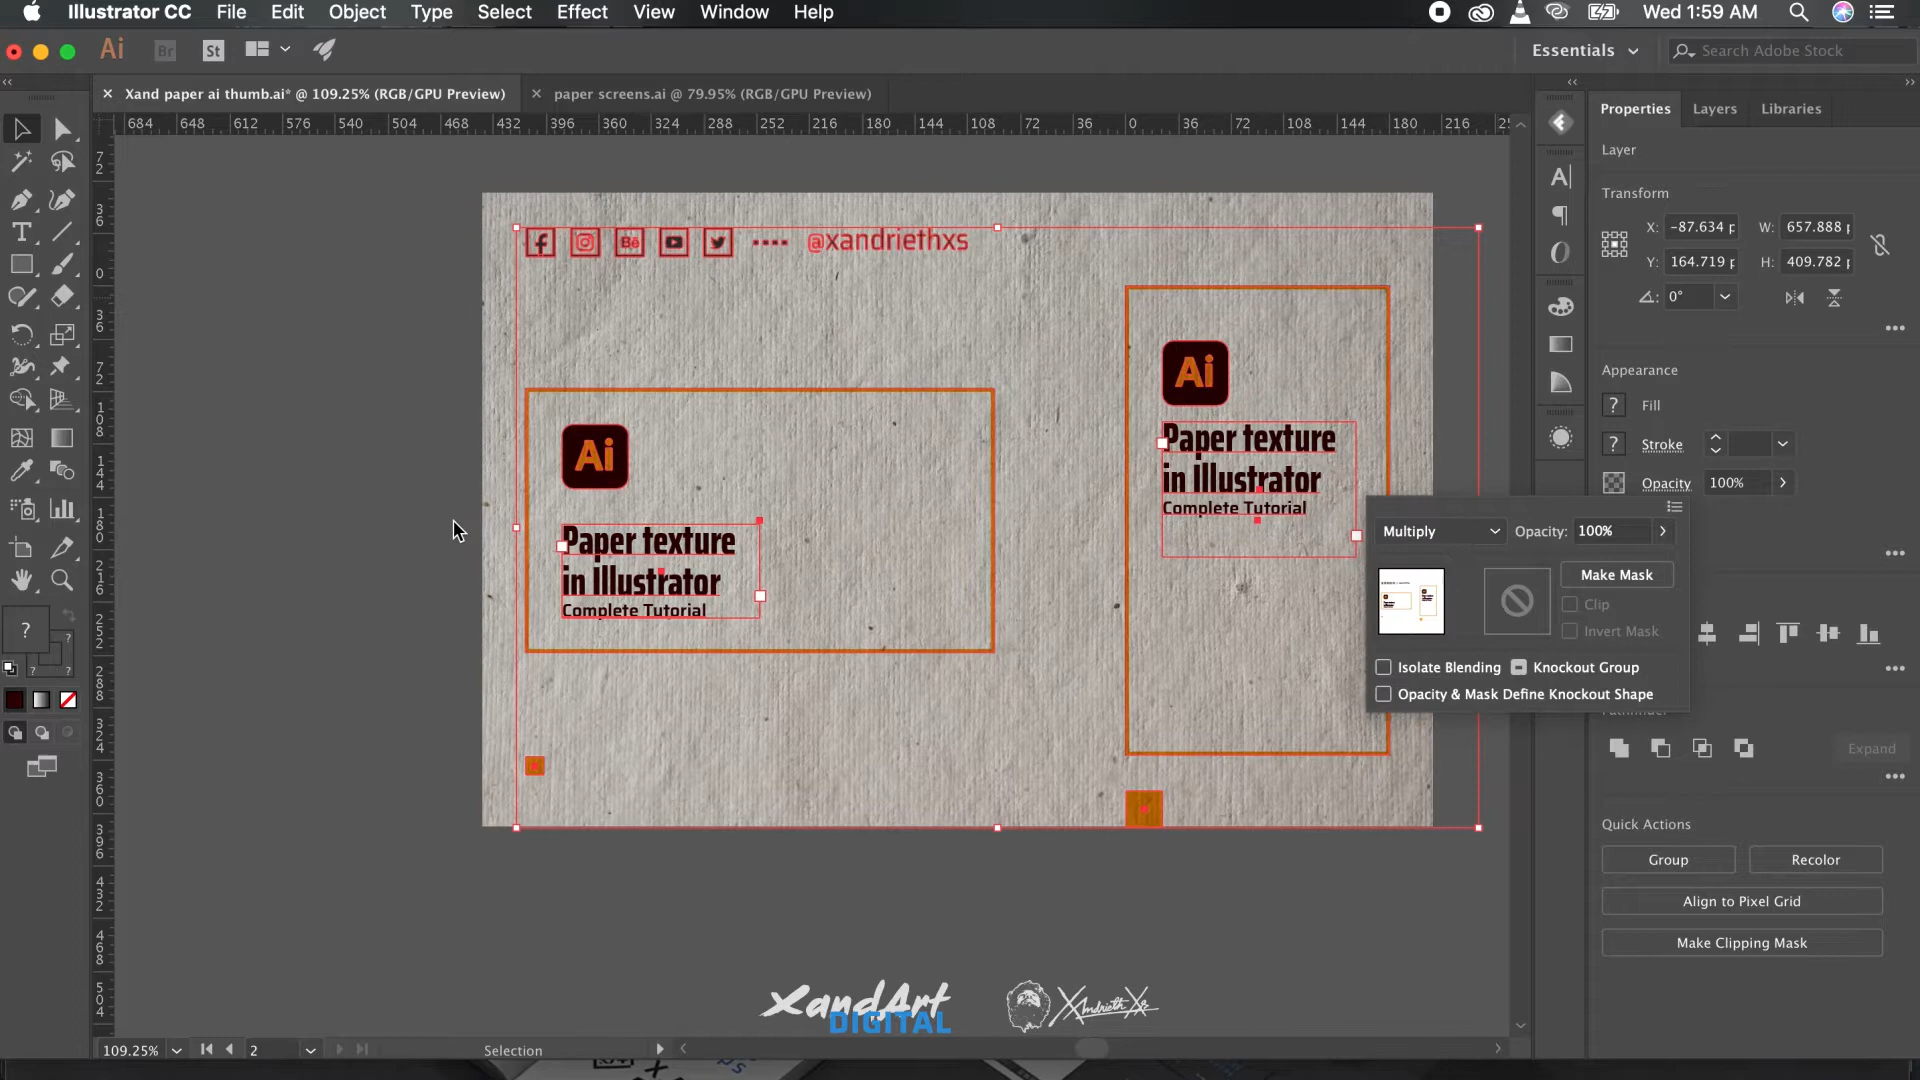 Illustrator CC File Edit Object Type Select Effect View Window Help Wed 1:59 AM
Ai Br St Essentials Search Adobe Stock
Xand paper ai thumb.ai* @ 109.25% (RGB/GPU Preview) paper screens.ai @ 79.95% (RGB/GPU Preview)
Properties Layers Libraries
684 648 612 576 540 504 468 432 396 360 324 288 252 216 180 144 108 72 36 0 36 72 108 144 180 216
Layer
Transform
X: -87.634 p W: 657.888 p
Y: 164.719 p H: 409.782 p
0°
Appearance
? Fill
? Stroke
Opacity 100%
Bē @xandriethxs
Ai
Paper texture
in Illustrator
Complete Tutorial
Ai
Paper texture
in Illustrator
Complete Tutorial
Multiply Opacity: 100%
Make Mask
Clip
Invert Mask
Isolate Blending Knockout Group
Opacity & Mask Define Knockout Shape
Expand
Quick Actions
Group Recolor
Align to Pixel Grid
Make Clipping Mask
XandArt
DIGITAL
Xandrieth Xs
109.25% 2 Selection